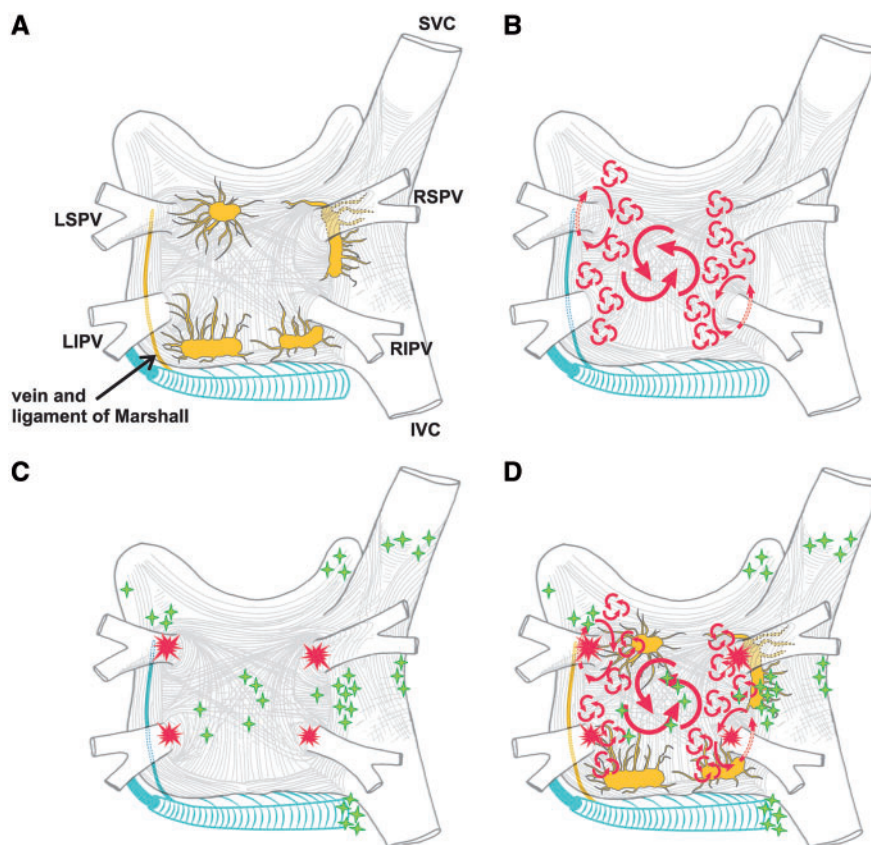 A
SVC
B
LSPV
RSPV
LIPV
RIPV
vein and
ligament of Marshall
IVC
C
D